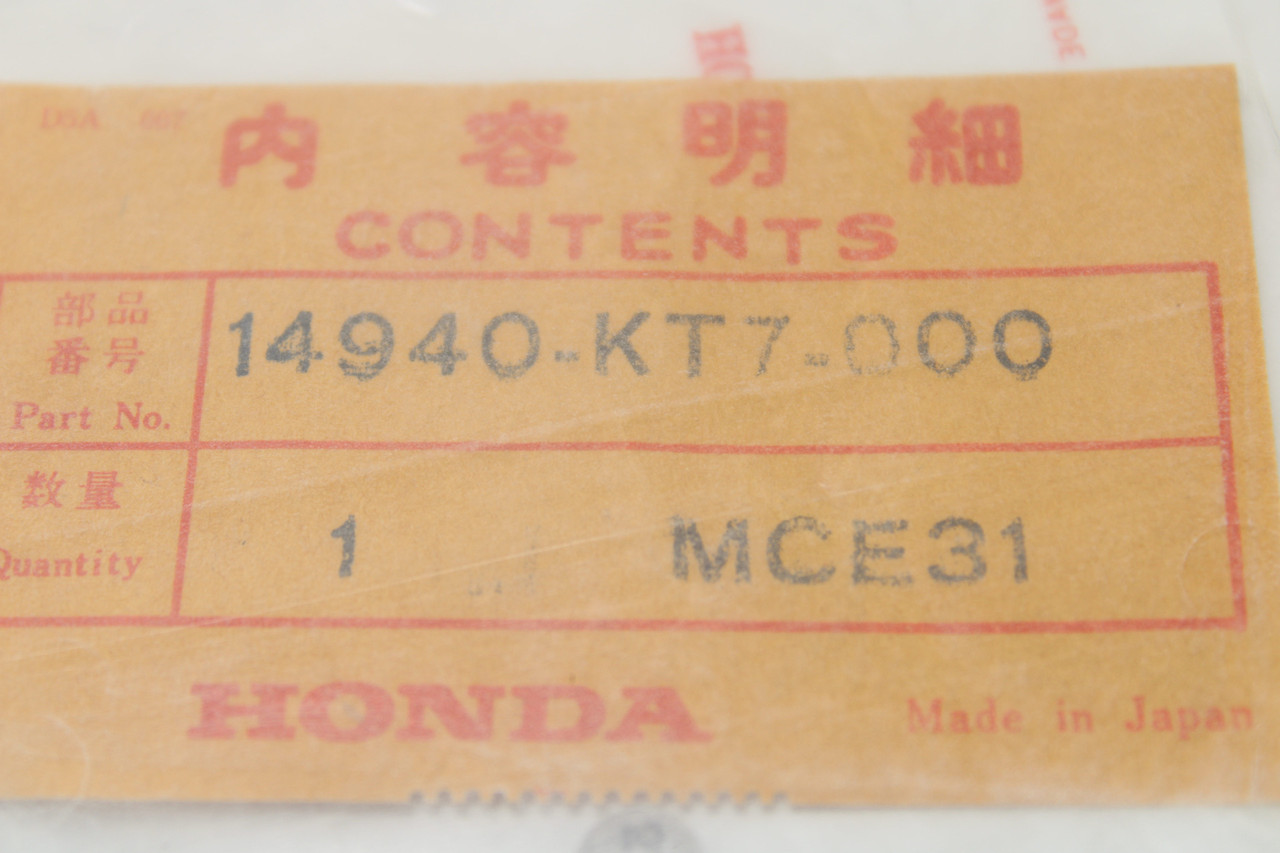 HO
内容明細
CONTENTS
部品
番号
Part No.
14940-KT7-000
数量
Quantity
1
MCE31
HONDA
Made in Japan